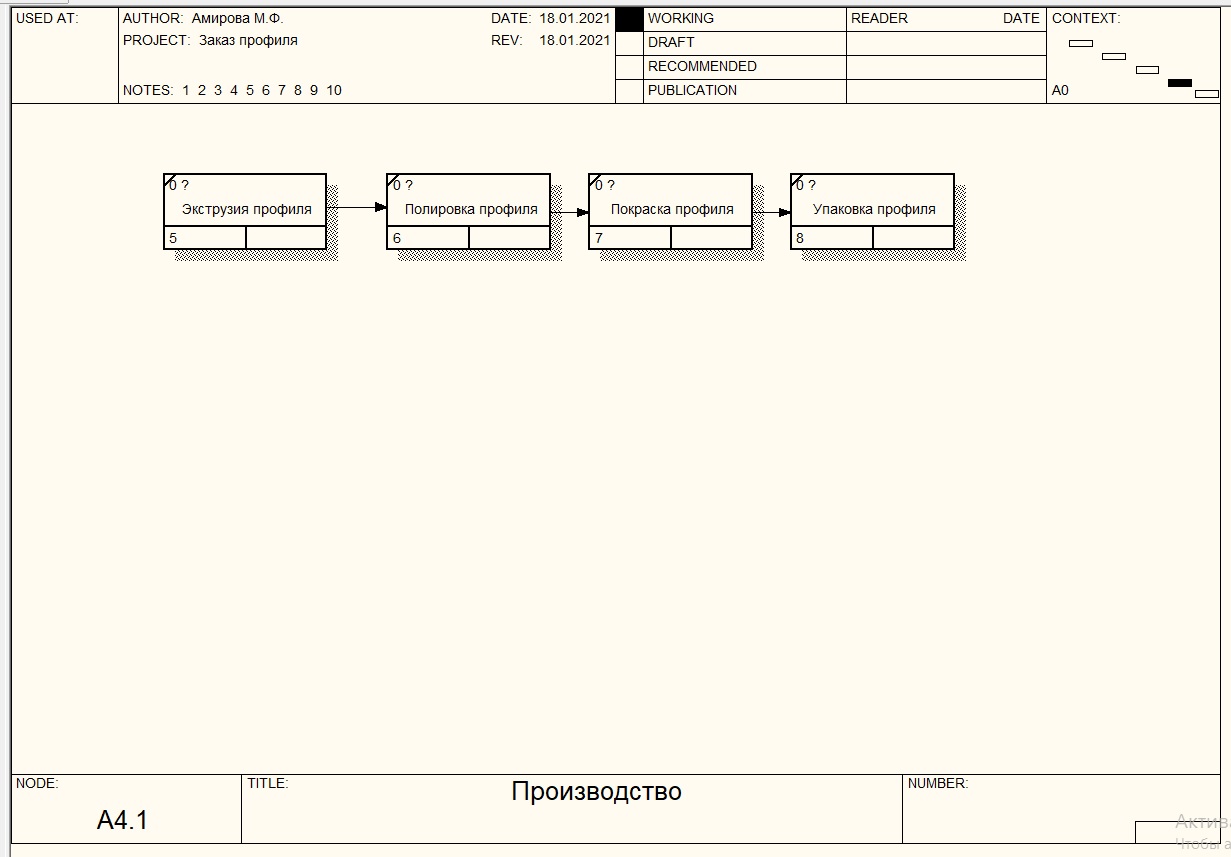 USED AT:
AUTHOR: Амирова М.Ф.
DATE: 18.01.2021
PROJECT: Заказ профиля
REV: 18.01.2021
NOTES: 1 2 3 4 5 6 7 8 9 10
WORKING
DRAFT
RECOMMENDED
PUBLICATION
READER DATE
CONTEXT:
A0
0 ?
Экструзия профиля
5
0 ?
Полировка профиля
6
0 ?
Покраска профиля
7
0 ?
Упаковка профиля
8
NODE:
A4.1
TITLE:
Производство
NUMBER: